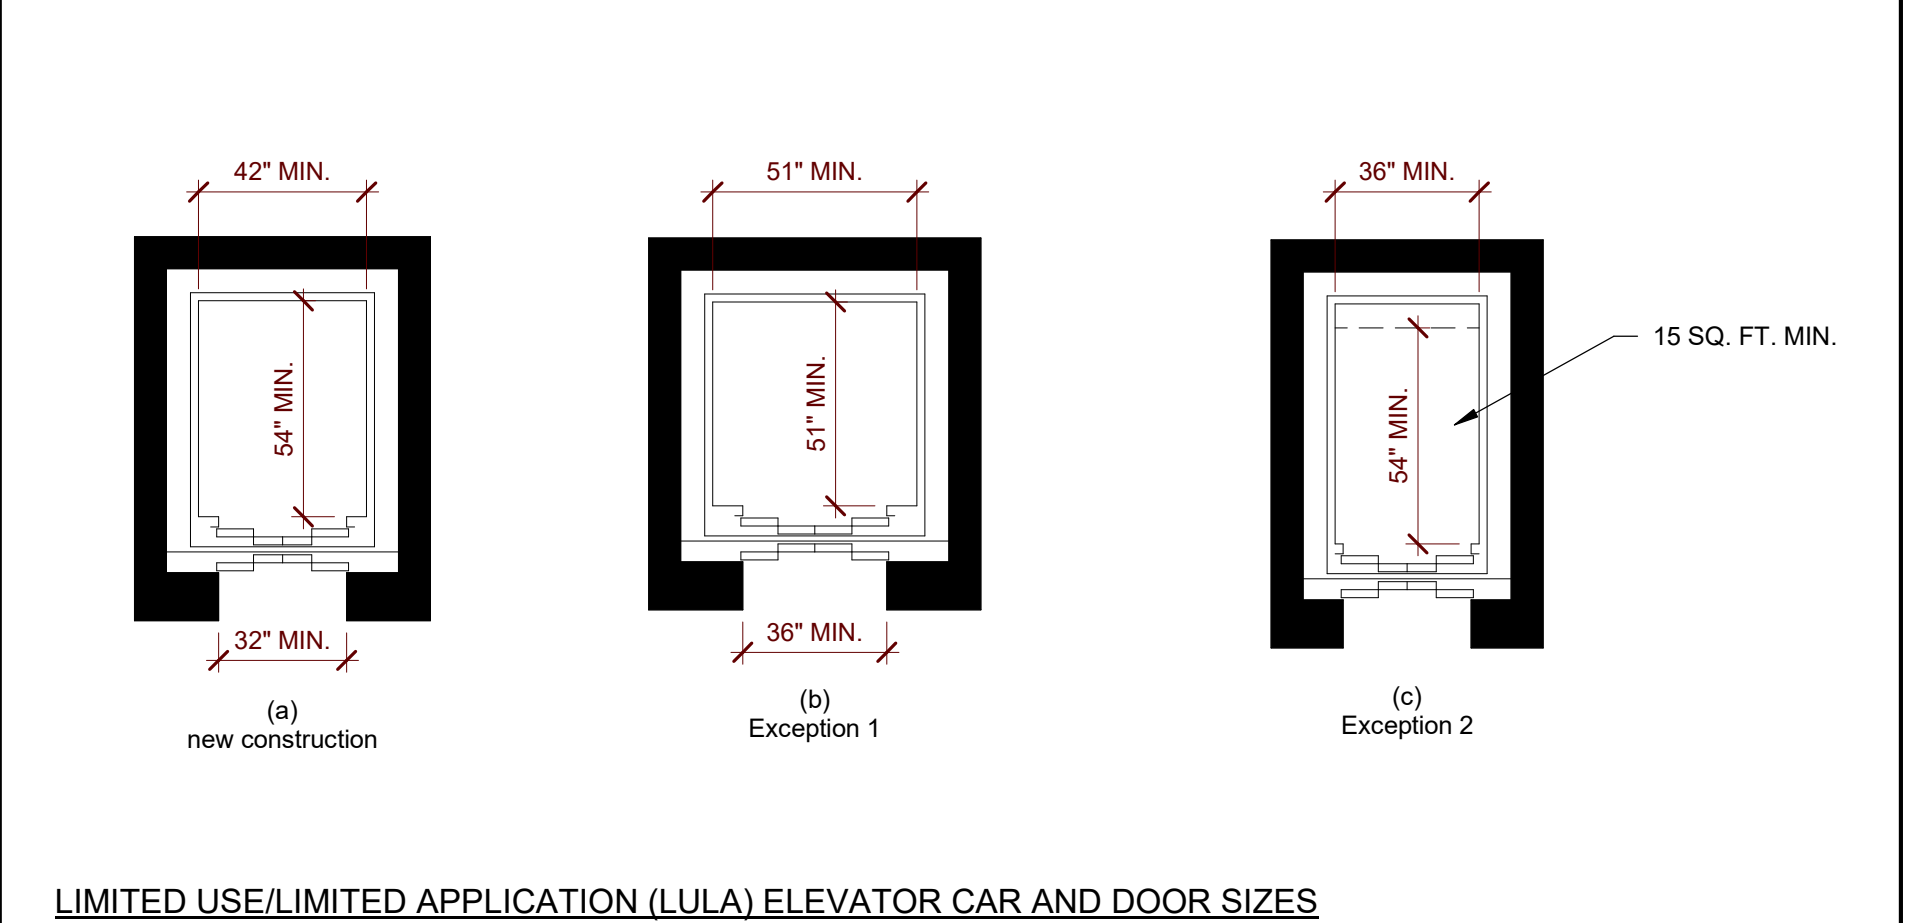 42" MIN.
54" MIN.
32" MIN.
(a)
new construction
51" MIN.
51" MIN.
36" MIN.
(b)
Exception 1
36" MIN.
54" MIN.
15 SQ. FT. MIN.
(c)
Exception 2
LIMITED USE/LIMITED APPLICATION (LULA) ELEVATOR CAR AND DOOR SIZES